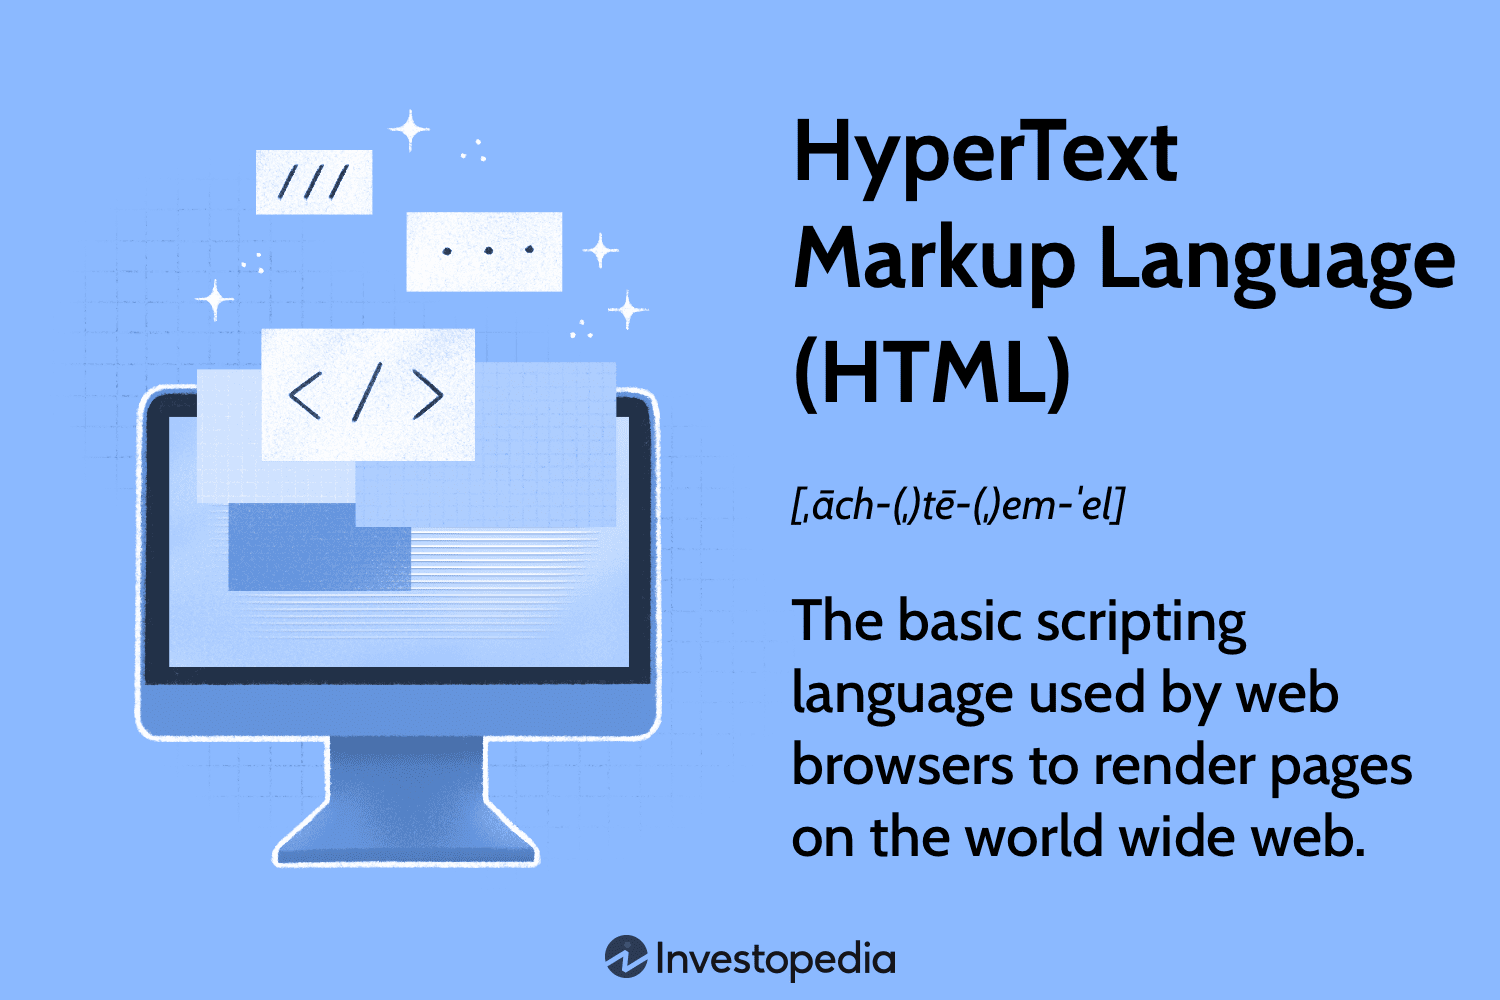 ///
...
</>
HyperText
Markup Language
(HTML)
[ˌāch-(ˌ)tē-(ˌ)em-ˈel]
The basic scripting
language used by web
browsers to render pages
on the world wide web.
Investopedia